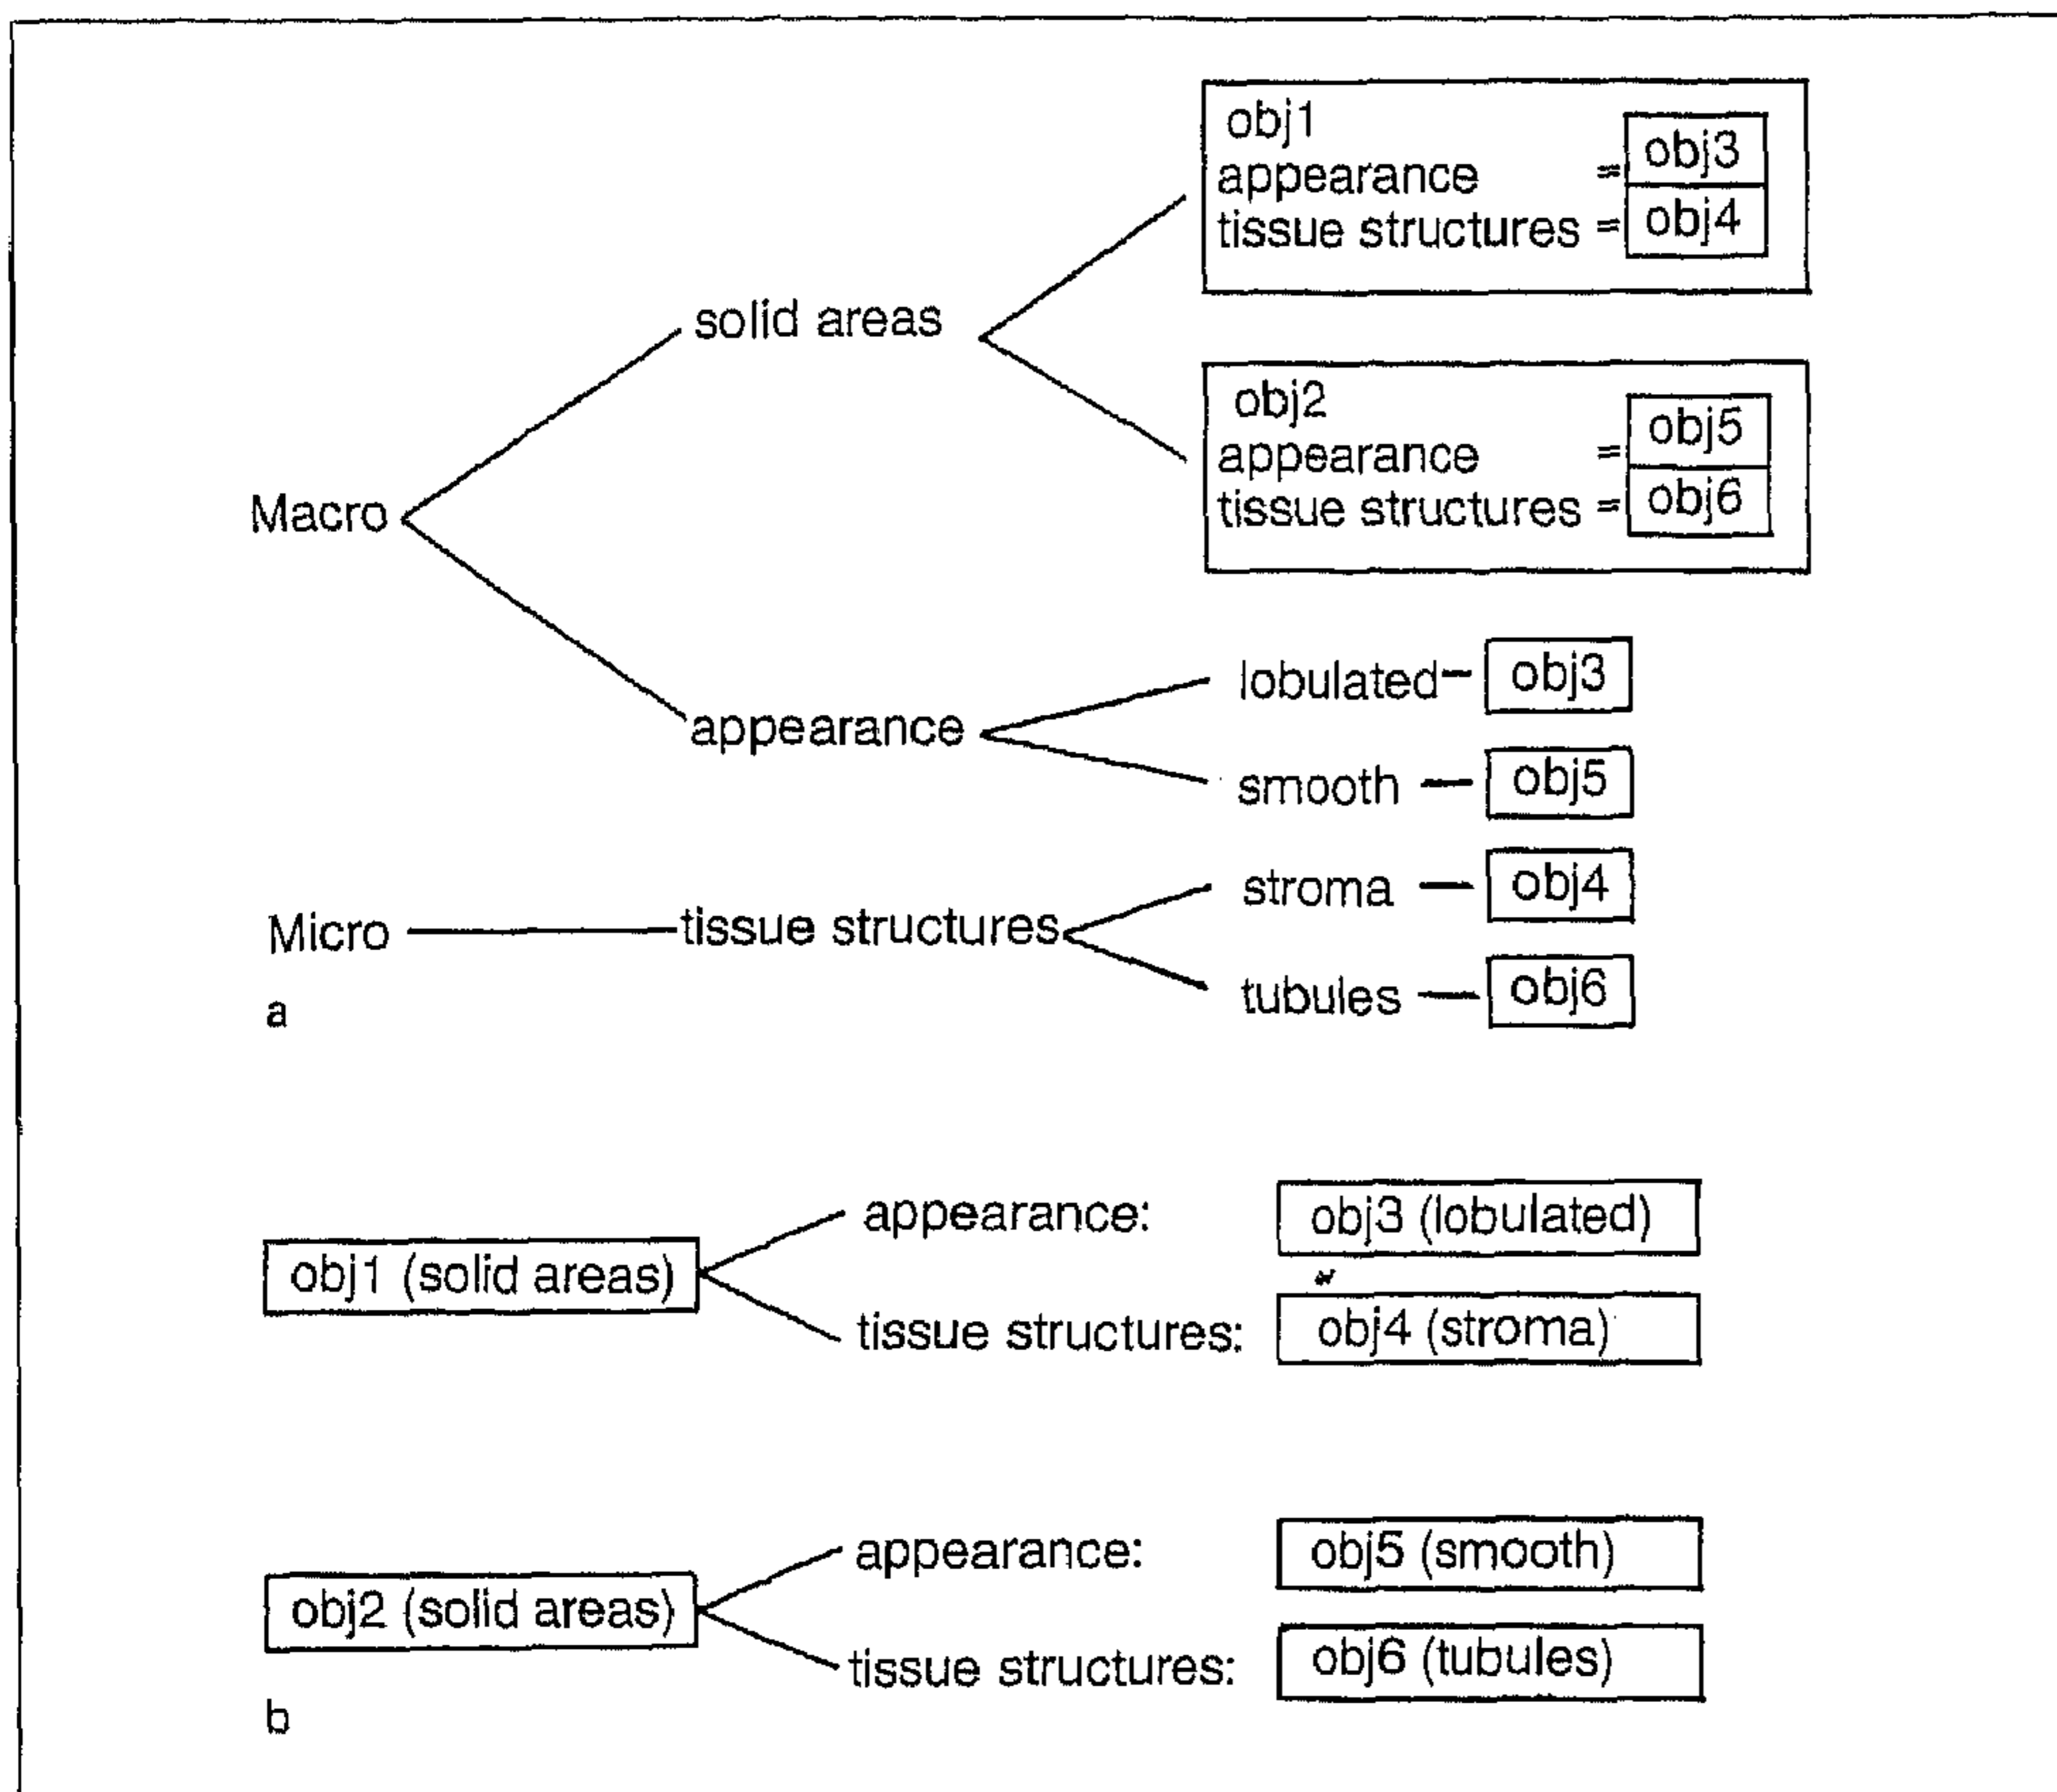 obj1
appearance = obj3
tissue structures = obj4
solid areas
obj2
appearance = obj5
tissue structures = obj6
Macro
lobulated – obj3
appearance
smooth — obj5
stroma — obj4
Micro tissue structures
tubules — obj6
a
appearance: obj3 (lobulated)
obj1 (solid areas)
tissue structures: obj4 (stroma)
appearance: obj5 (smooth)
obj2 (solid areas)
tissue structures: obj6 (tubules)
b